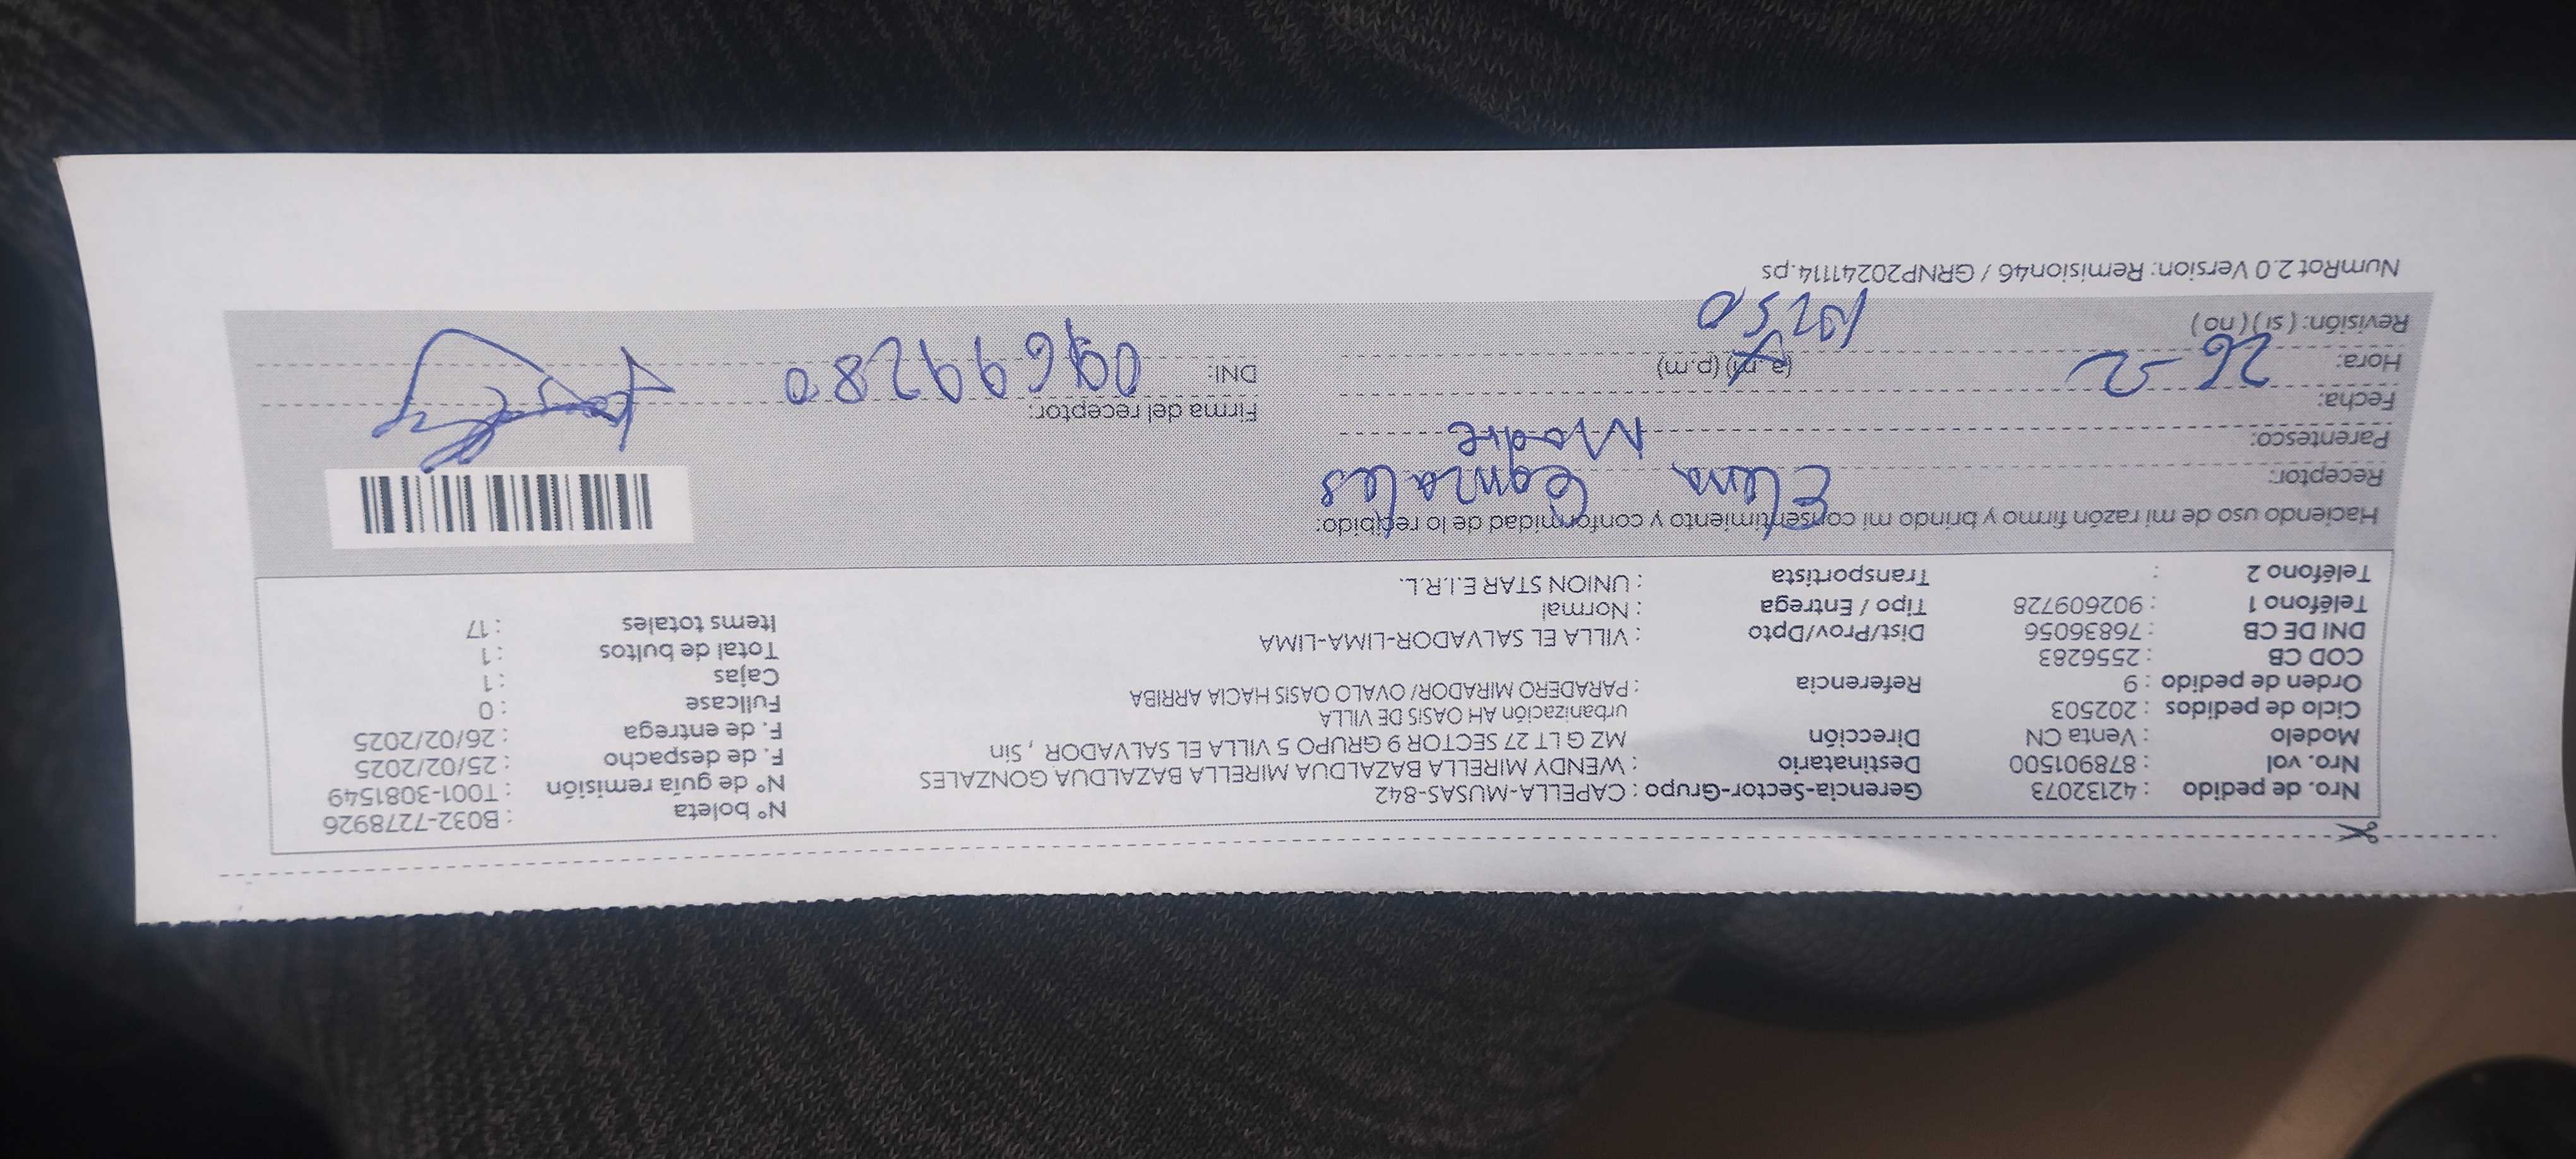 Nro. de pedido : 42132073 Gerencia-Sector-Grupo : CAPELLA-MUSAS-842 N° boleta : B032-7278926
Nro. vol : 878901500 Destinatario : WENDY MIRELLA BAZALDUA MIRELLA BAZALDUA GONZALES N° de guía remisión : T001-3081549
Modelo : Venta CN Dirección MZ G LT 27 SECTOR 9 GRUPO 5 VILLA EL SALVADOR , Sin F. de despacho : 25/02/2025
Ciclo de pedidos : 202503 urbanización AH OASIS DE VILLA F. de entrega : 26/02/2025
Orden de pedido : 9 Referencia : PARADERO MIRADOR/ OVALO OASIS HACIA ARRIBA Fullcase : 0
COD CB : 2556283 Cajas : 1
DNI DE CB : 76836056 Dist/Prov/Dpto : VILLA EL SALVADOR-LIMA-LIMA Total de bultos : 1
Teléfono 1 : 902609728 Tipo / Entrega : Normal Items totales : 17
Teléfono 2 : Transportista : UNION STAR E.I.R.L.
Haciendo uso de mi razón firmo y brindo mi consentimiento y conformidad de lo recibido:
Receptor: Elena Gonzales
Parentesco: Madre
Fecha: 26-2 Firma del receptor:
Hora: (a.m) (p.m) DNI: 09699280
Revisión: ( si ) ( no )
NumRot 2.0 Version: Remision46 / GRNP20241114.ps